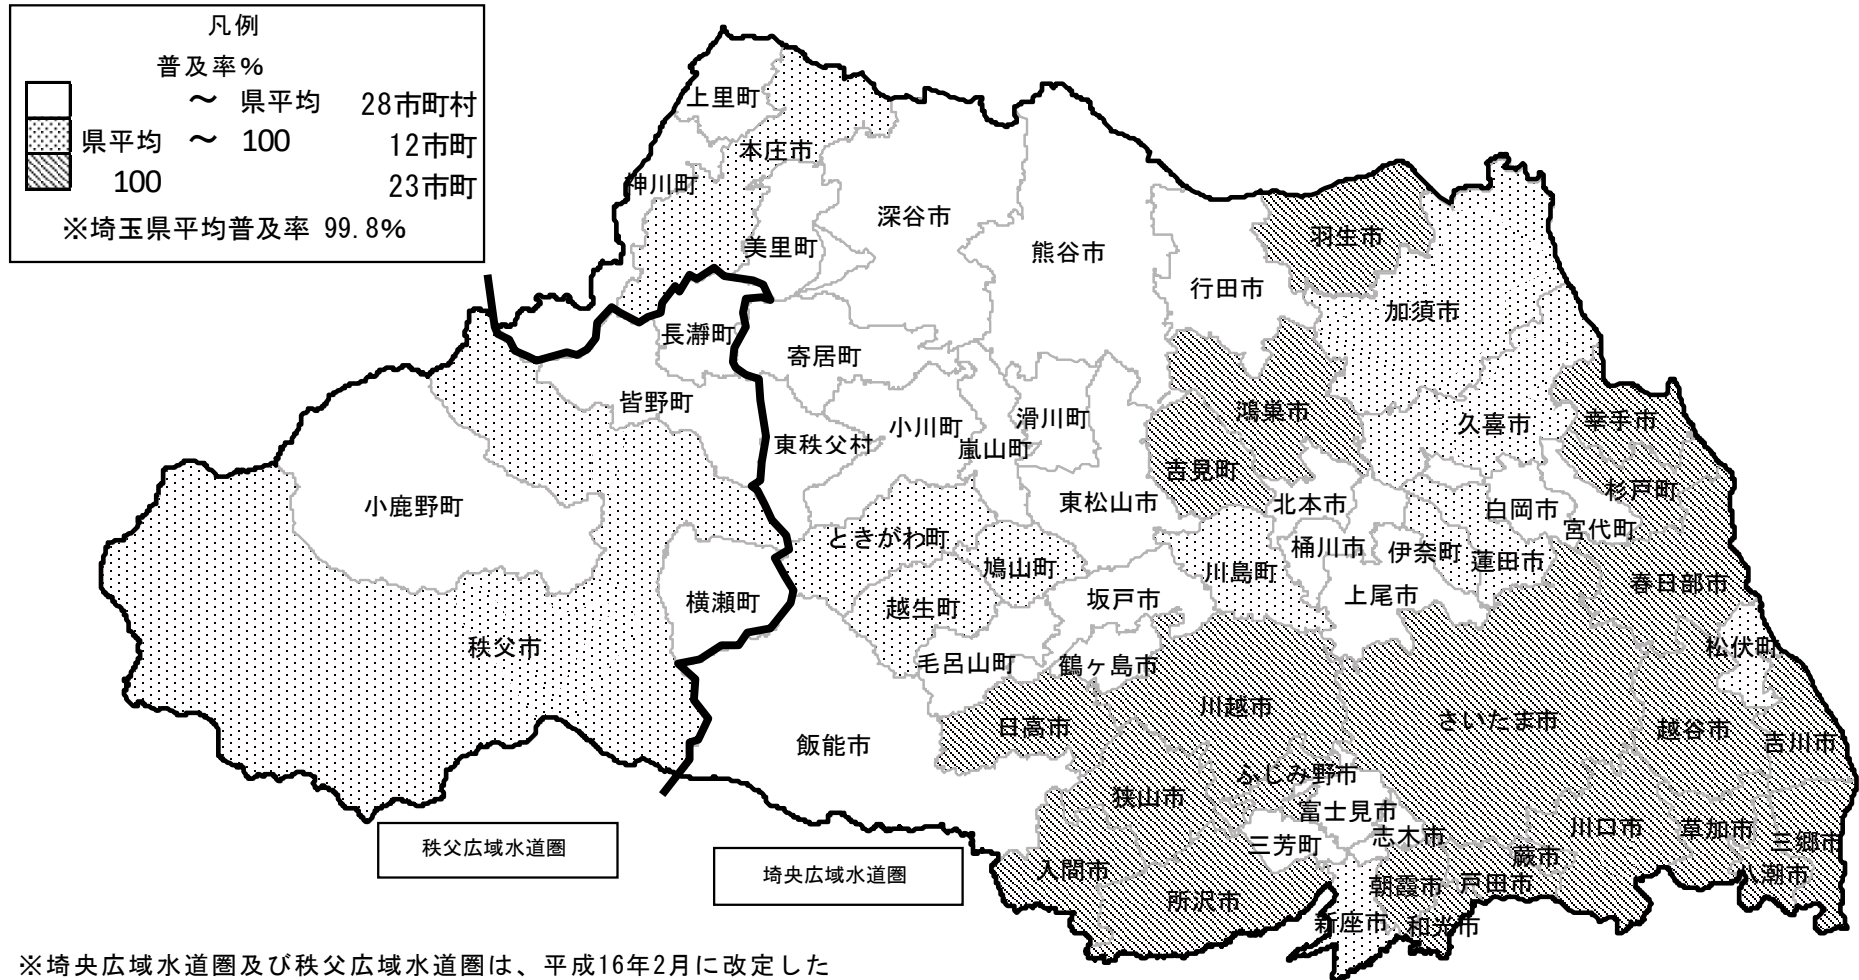 凡例
普及率%
～ 県平均 28市町村
県平均 ～ 100 12市町
100 23市町
※埼玉県平均普及率 99.8%
上里町
本庄市
神川町
深谷市
美里町
熊谷市
羽生市
行田市
加須市
長瀞町
寄居町
皆野町
小川町
滑川町
鴻巣市
久喜市
幸手市
東秩父村
嵐山町
吉見町
小鹿野町
東松山市
北本市
白岡市
杉戸町
宮代町
ときがわ町
桶川市
伊奈町
蓮田市
鳩山町
川島町
春日部市
横瀬町
越生町
坂戸市
上尾市
秩父市
毛呂山町
鶴ヶ島市
松伏町
川越市
日高市
さいたま市
越谷市
吉川市
飯能市
ふじみ野市
狭山市
富士見市
志木市
川口市
草加市
三郷市
三芳町
蕨市
入間市
朝霞市
戸田市
八潮市
所沢市
新座市
和光市
秩父広域水道圏
埼央広域水道圏
※埼央広域水道圏及び秩父広域水道圏は、平成16年2月に改定した